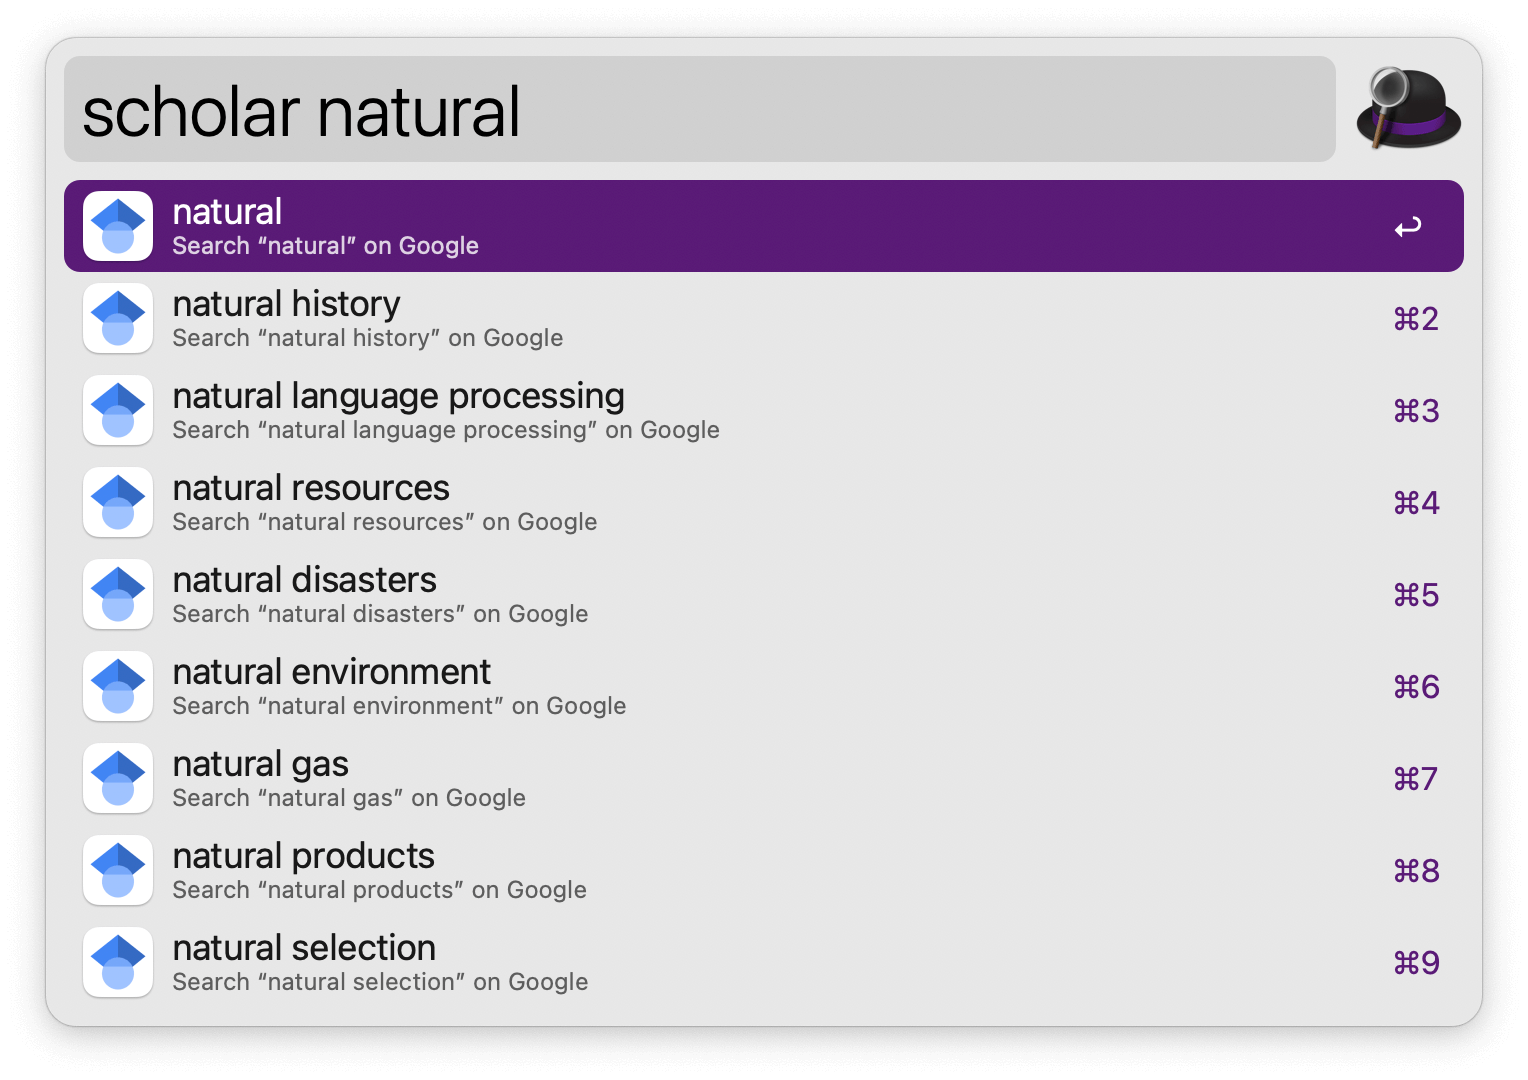 scholar natural
natural
Search “natural” on Google
↩
natural history
Search “natural history” on Google
⌘2
natural language processing
Search “natural language processing” on Google
⌘3
natural resources
Search “natural resources” on Google
⌘4
natural disasters
Search “natural disasters” on Google
⌘5
natural environment
Search “natural environment” on Google
⌘6
natural gas
Search “natural gas” on Google
⌘7
natural products
Search “natural products” on Google
⌘8
natural selection
Search “natural selection” on Google
⌘9